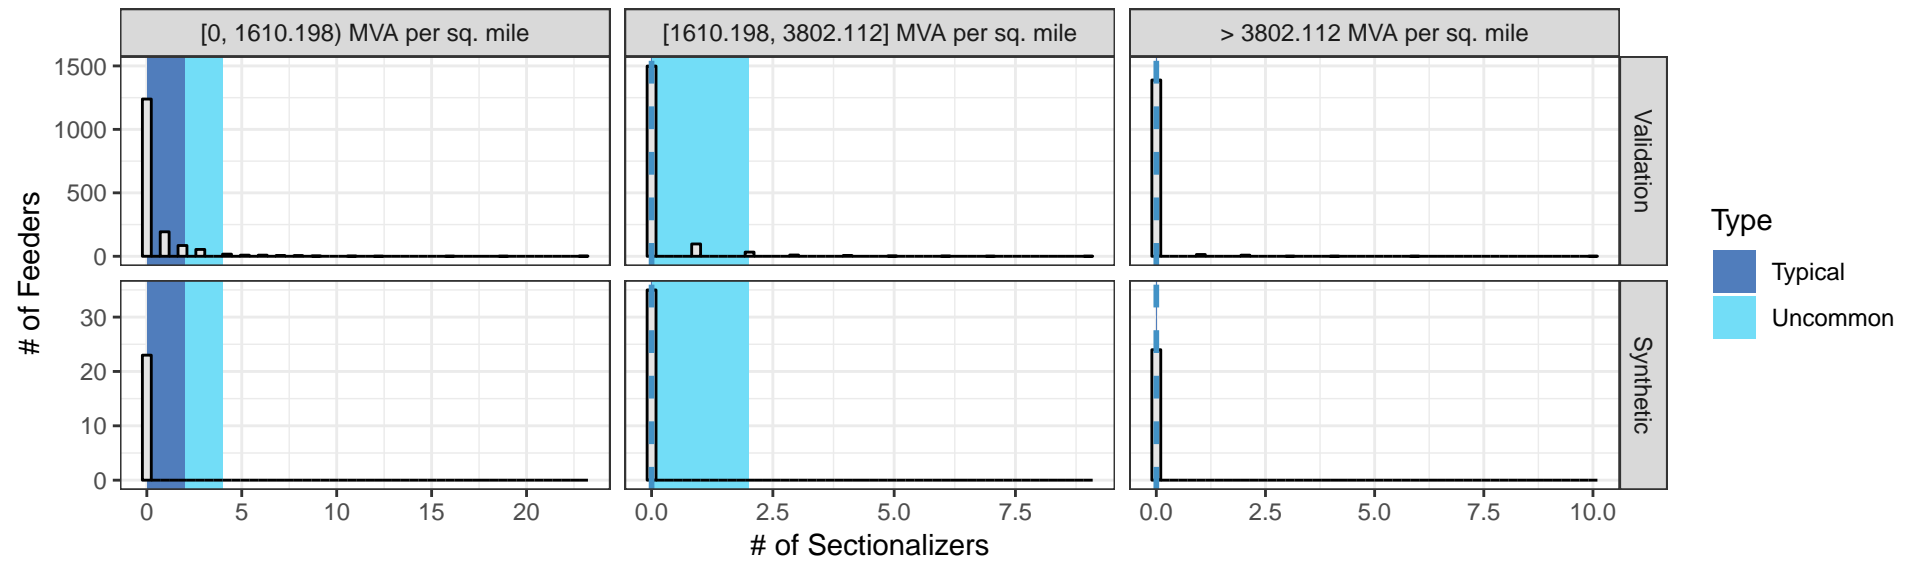 [0, 1610.198) MVA per sq. mile
[1610.198, 3802.112] MVA per sq. mile
> 3802.112 MVA per sq. mile
# of Feeders
1500
1000
500
0
Validation
30
20
10
0
Synthetic
0 5 10 15 20
0.0 2.5 5.0 7.5
0.0 2.5 5.0 7.5 10.0
# of Sectionalizers
Type
Typical
Uncommon